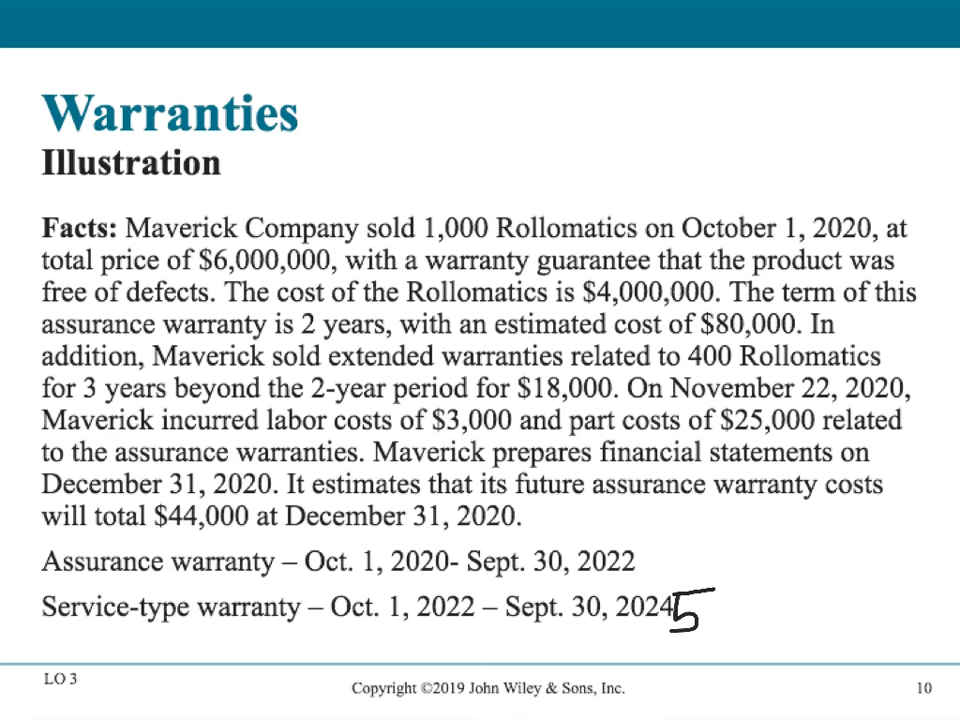 Warranties
Illustration
Facts: Maverick Company sold 1,000 Rollomatics on October 1, 2020, at
total price of $6,000,000, with a warranty guarantee that the product was
free of defects. The cost of the Rollomatics is $4,000,000. The term of this
assurance warranty is 2 years, with an estimated cost of $80,000. In
addition, Maverick sold extended warranties related to 400 Rollomatics
for 3 years beyond the 2-year period for $18,000. On November 22, 2020,
Maverick incurred labor costs of $3,000 and part costs of $25,000 related
to the assurance warranties. Maverick prepares financial statements on
December 31, 2020. It estimates that its future assurance warranty costs
will total $44,000 at December 31, 2020.
Assurance warranty – Oct. 1, 2020- Sept. 30, 2022
Service-type warranty – Oct. 1, 2022 – Sept. 30, 2024 5
LO 3
Copyright ©2019 John Wiley & Sons, Inc.
10